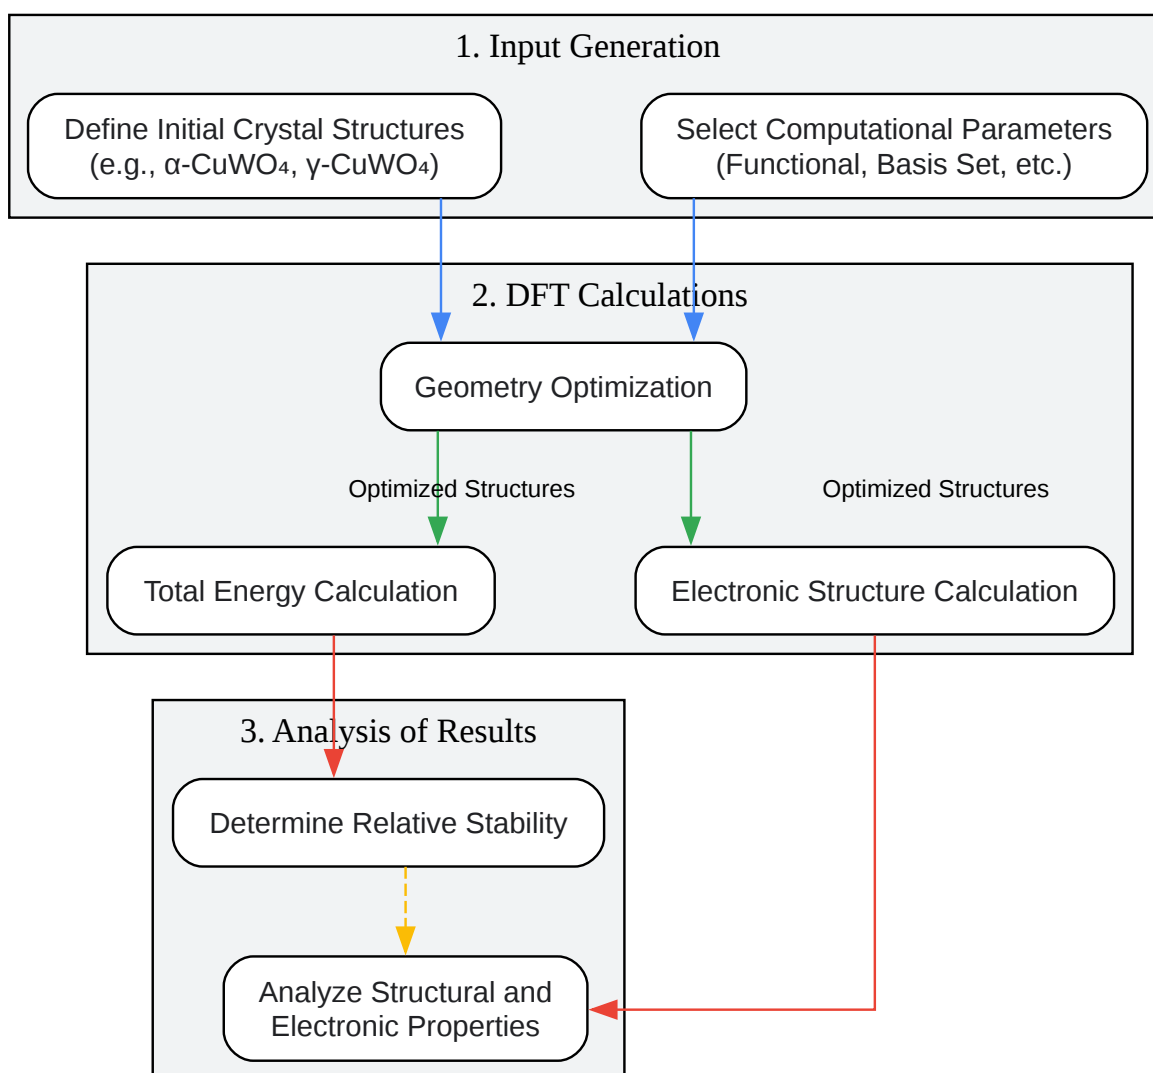 1. Input Generation
Define Initial Crystal Structures
(e.g., α-CuWO₄, γ-CuWO₄)
Select Computational Parameters
(Functional, Basis Set, etc.)
2. DFT Calculations
Geometry Optimization
Optimized Structures
Optimized Structures
Total Energy Calculation
Electronic Structure Calculation
3. Analysis of Results
Determine Relative Stability
Analyze Structural and
Electronic Properties